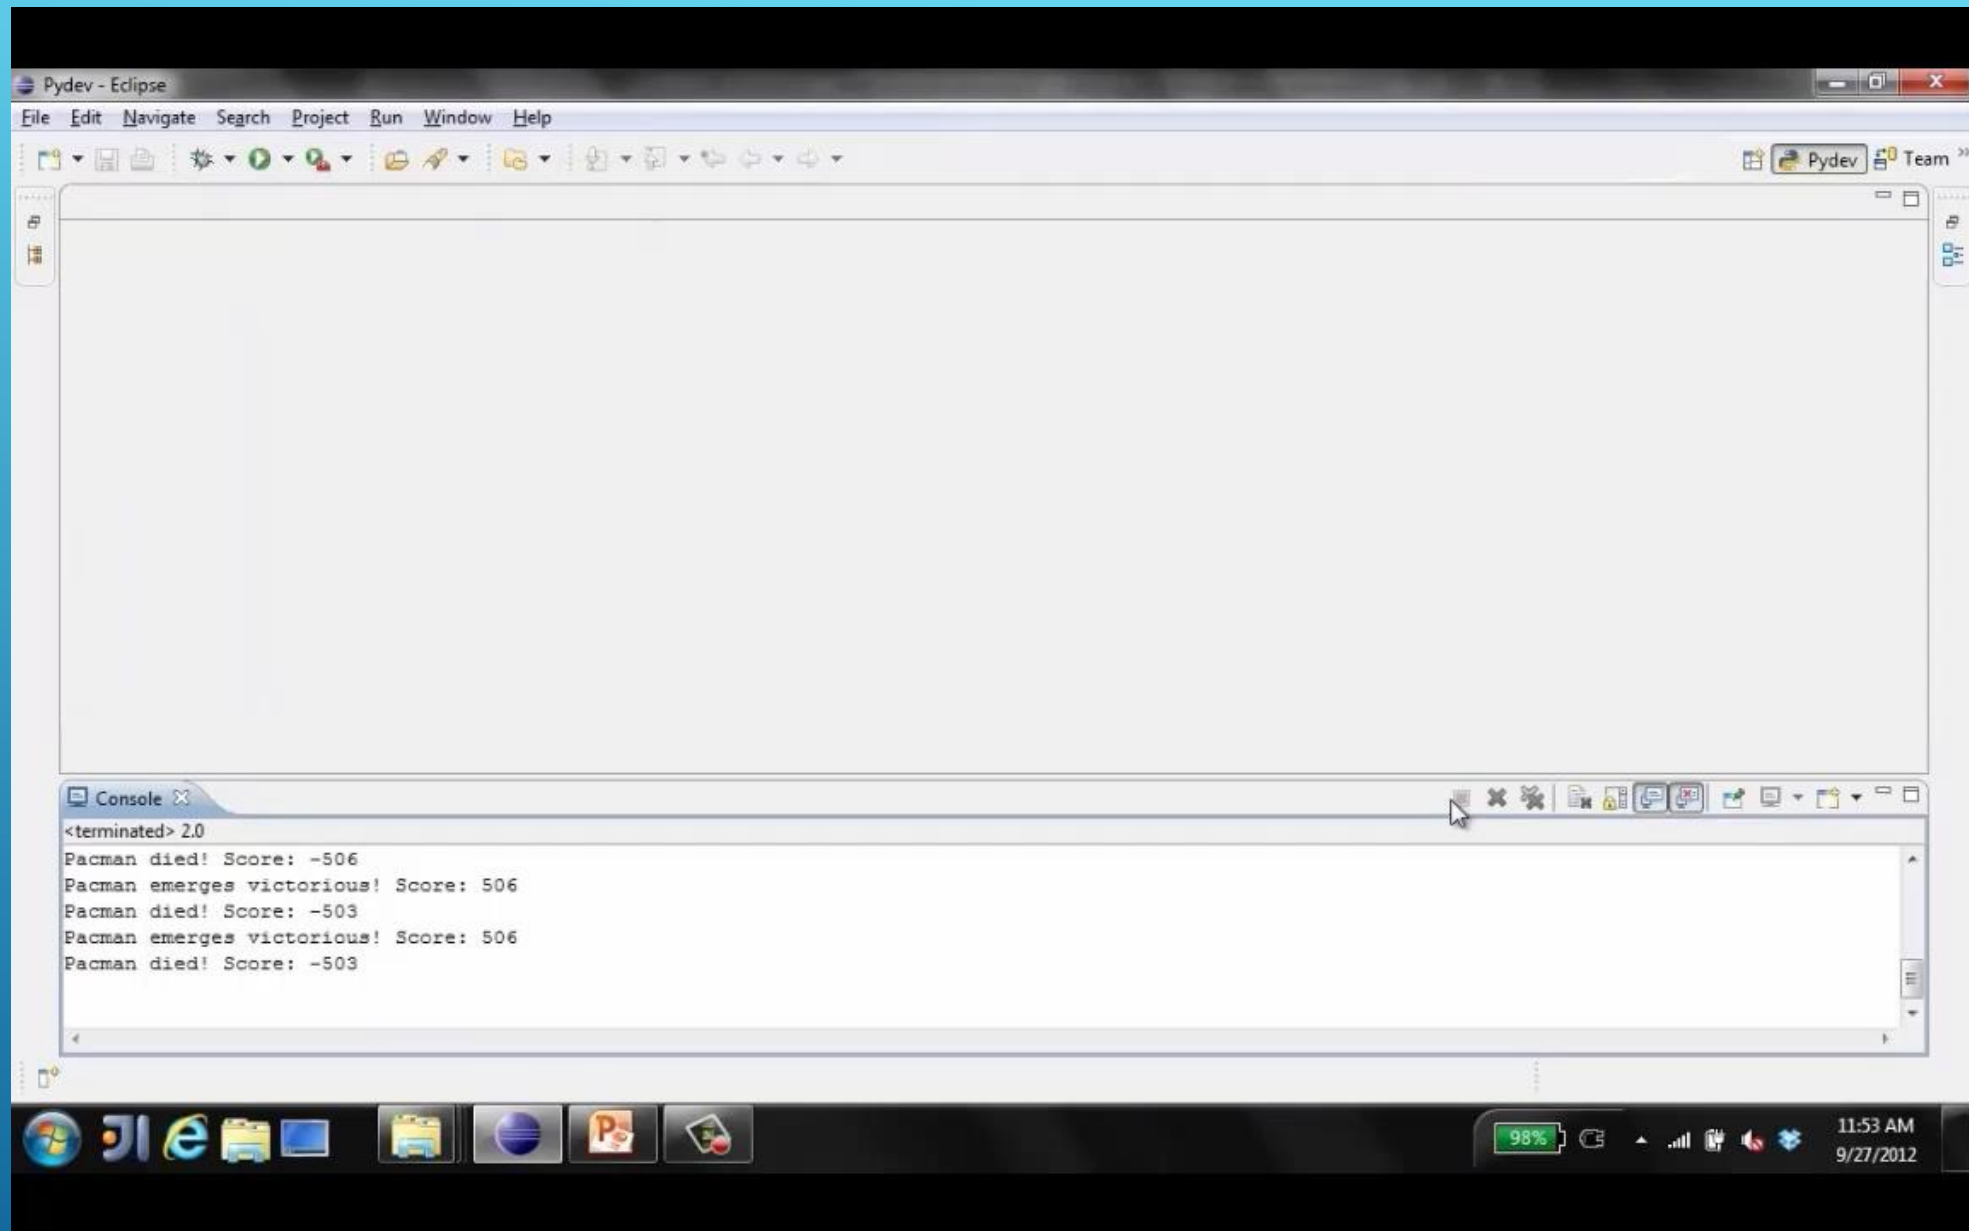 Pydev - Eclipse
File Edit Navigate Search Project Run Window Help
Pydev Team
Console
<terminated> 2.0
Pacman died! Score: -506
Pacman emerges victorious! Score: 506
Pacman died! Score: -503
Pacman emerges victorious! Score: 506
Pacman died! Score: -503
98%
11:53 AM
9/27/2012